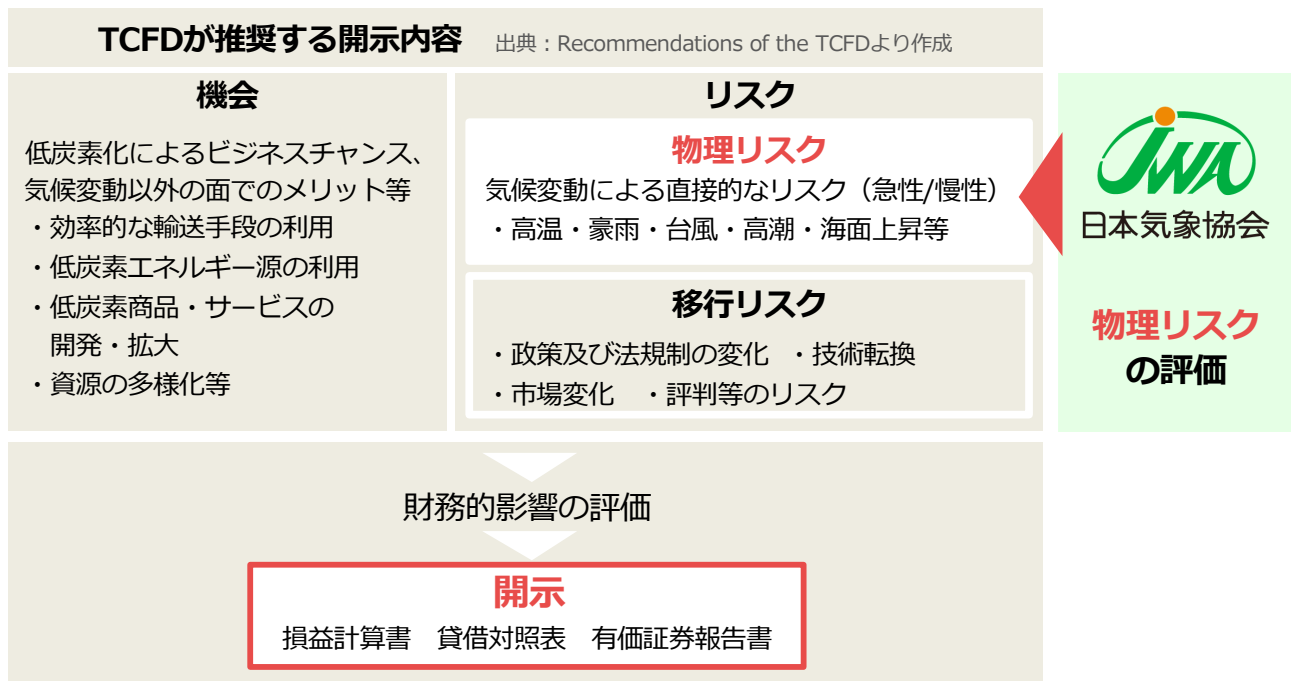 TCFDが推奨する開示内容 出典：Recommendations of the TCFDより作成
機会
低炭素化によるビジネスチャンス、
気候変動以外の面でのメリット等
・効率的な輸送手段の利用
・低炭素エネルギー源の利用
・低炭素商品・サービスの
開発・拡大
・資源の多様化等
リスク
物理リスク
気候変動による直接的なリスク（急性/慢性）
・高温・豪雨・台風・高潮・海面上昇等
移行リスク
・政策及び法規制の変化 ・技術転換
・市場変化 ・評判等のリスク
JWA
日本気象協会
物理リスク
の評価
財務的影響の評価
開示
損益計算書 貸借対照表 有価証券報告書